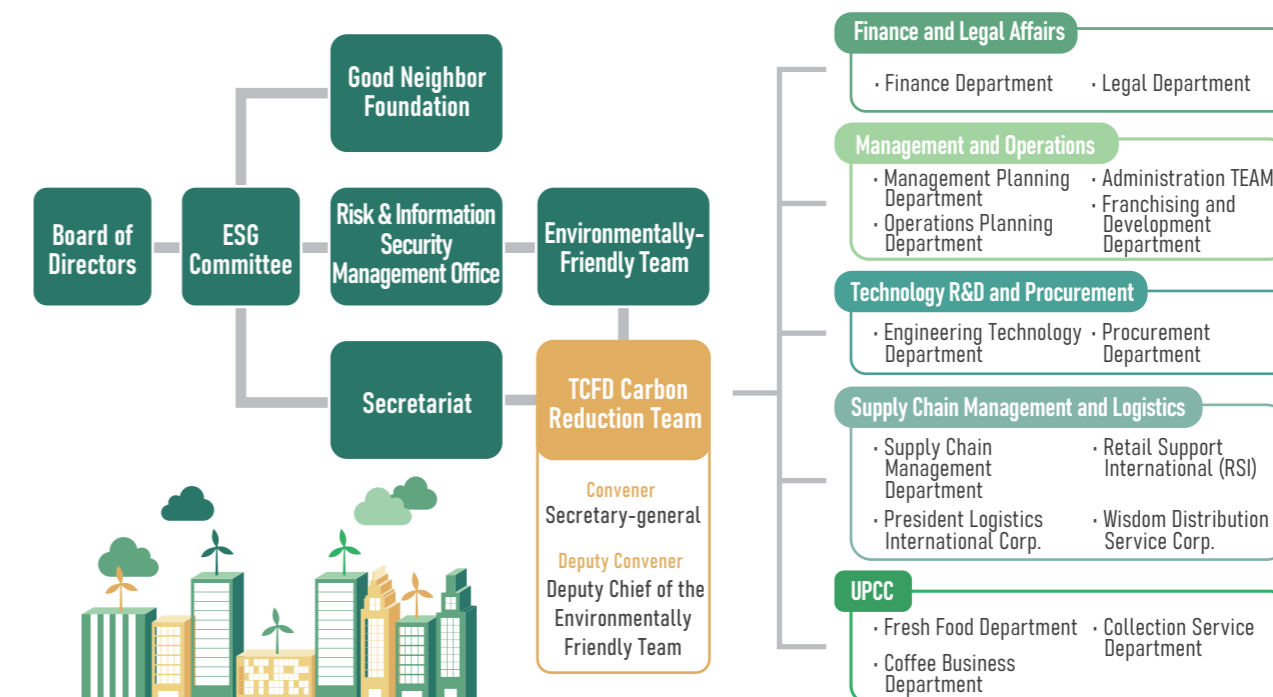 Good Neighbor
Foundation
Board of
Directors
ESG
Committee
Risk & Information
Security
Management Office
Environmentally-
Friendly Team
Secretariat
TCFD Carbon
Reduction Team
Convener
Secretary-general
Deputy Convener
Deputy Chief of the
Environmentally
Friendly Team
Finance and Legal Affairs
· Finance Department
· Legal Department
Management and Operations
· Management Planning
Department
· Operations Planning
Department
· Administration TEAM
· Franchising and
Development
Department
Technology R&D and Procurement
· Engineering Technology
Department
· Procurement
Department
Supply Chain Management and Logistics
· Supply Chain
Management
Department
· Retail Support
International (RSI)
· President Logistics
International Corp.
· Wisdom Distribution
Service Corp.
UPCC
· Fresh Food Department
· Collection Service
Department
· Coffee Business
Department